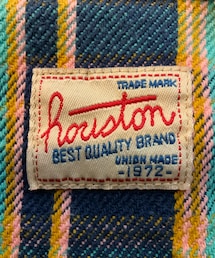 TRADE MARK
houston
BEST QUALITY BRAND
UNION MADE
-1972-